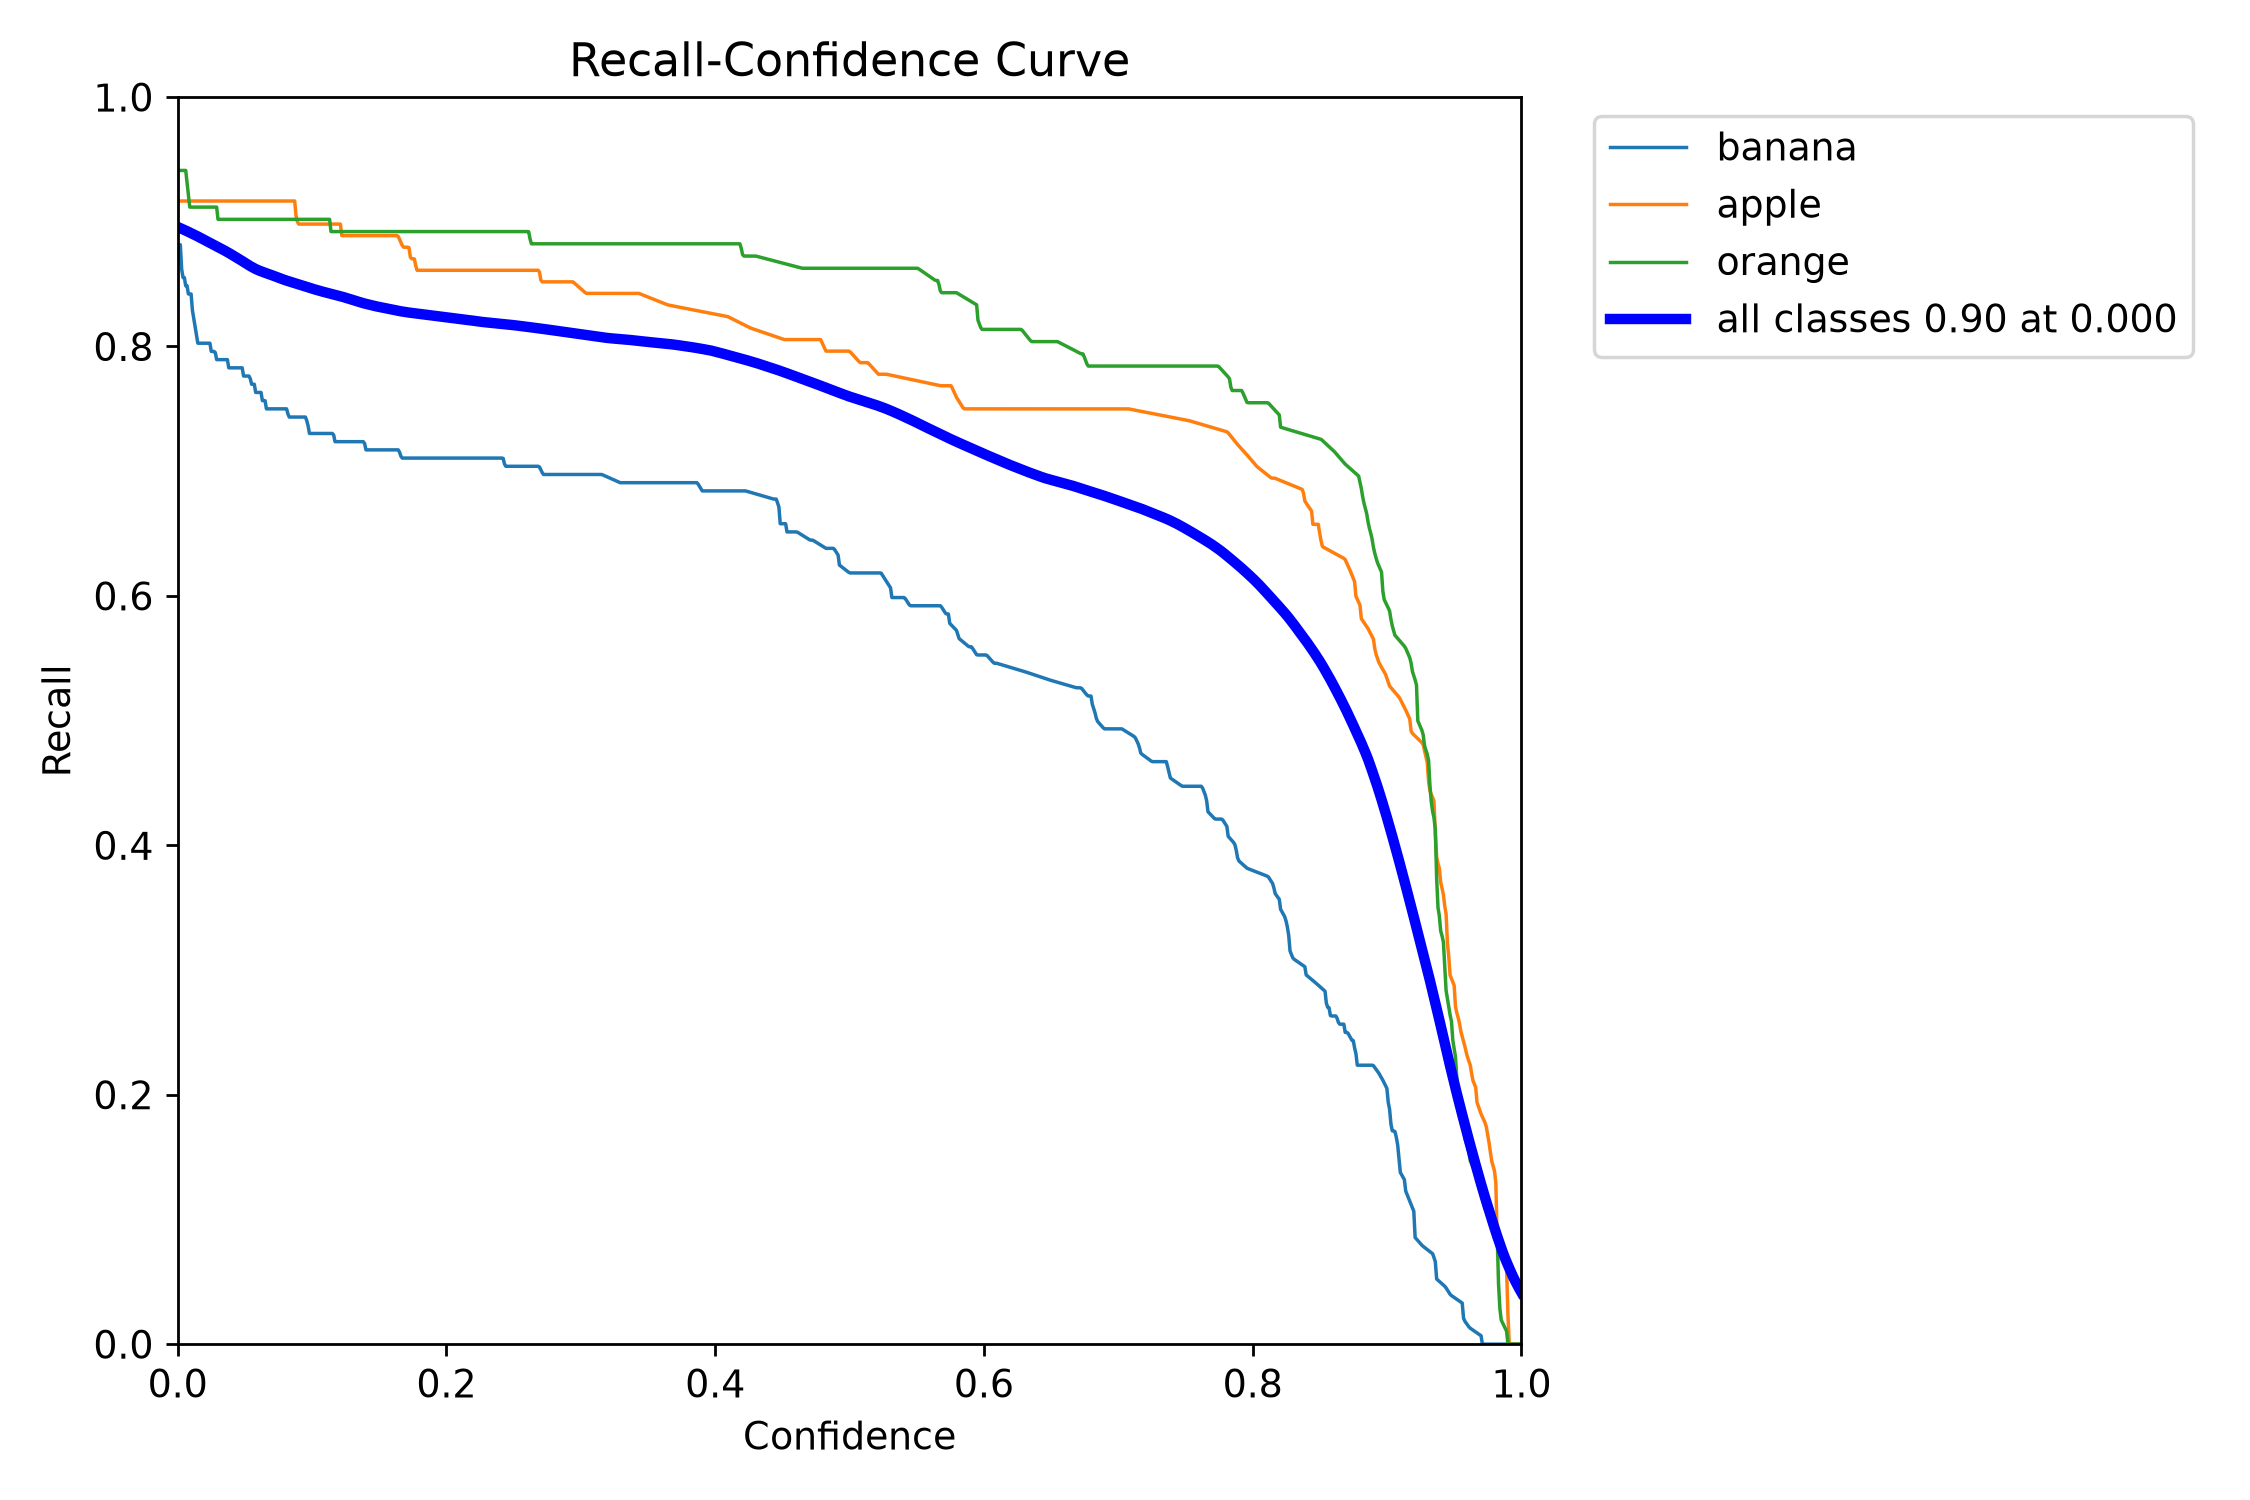 Recall-Confidence Curve
1.0
0.8
0.6
0.4
0.2
0.0
Recall
0.0 0.2 0.4 0.6 0.8 1.0
Confidence
banana
apple
orange
all classes 0.90 at 0.000